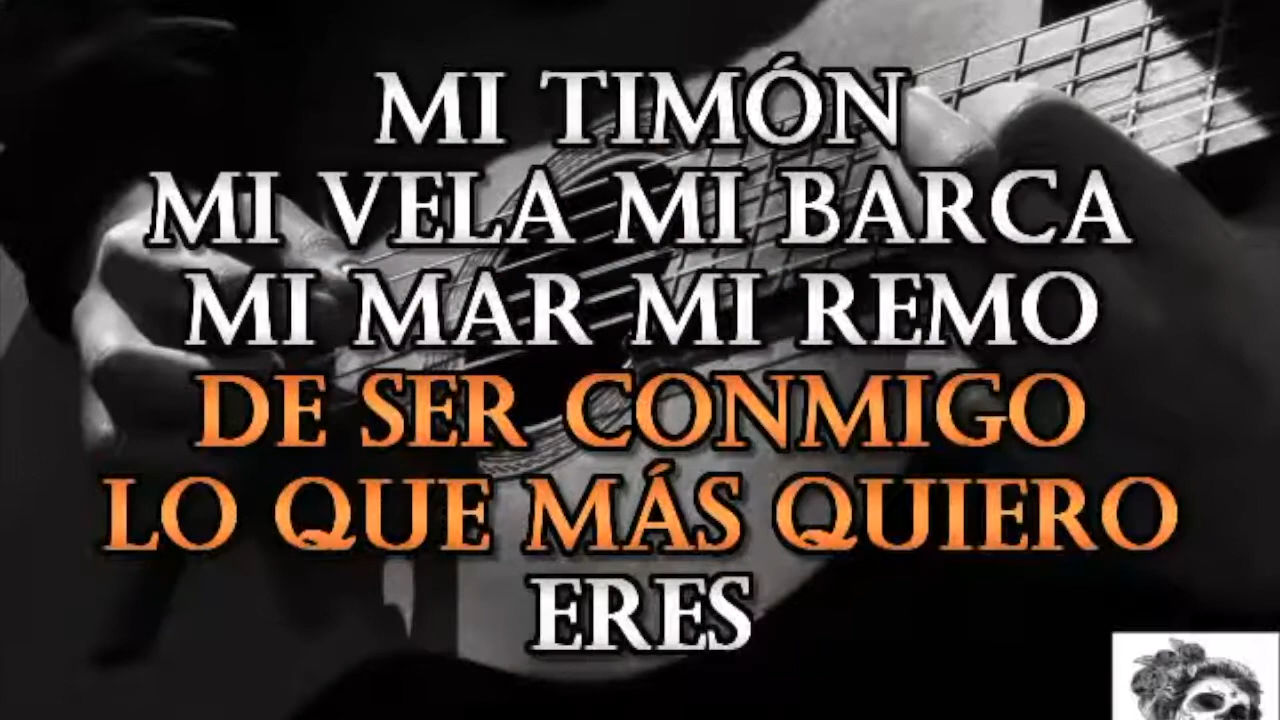 MI TIMÓN
MI VELA MI BARCA
MI MAR MI REMO
DE SER CONMIGO
LO QUE MÁS QUIERO
ERES